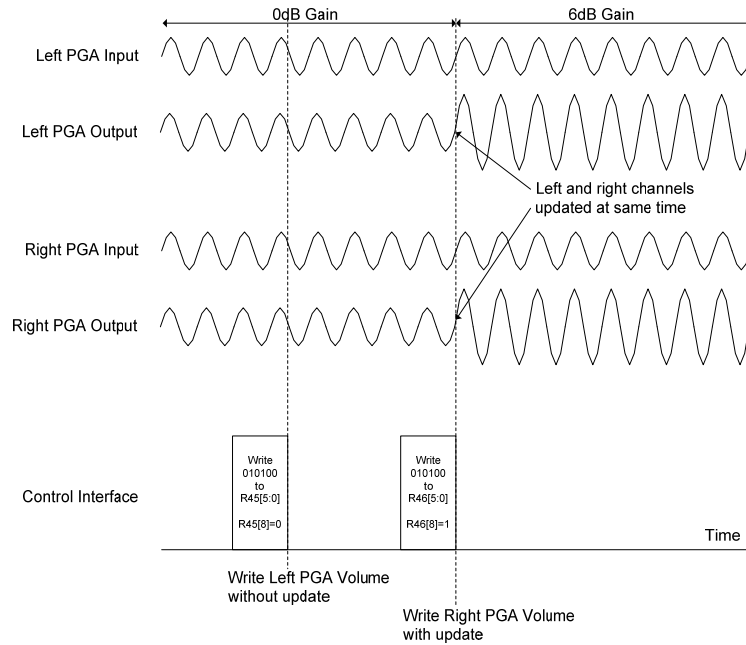 0dB Gain
6dB Gain
Left PGA Input
Left PGA Output
Left and right channels
updated at same time
Right PGA Input
Right PGA Output
Write
010100
to
R45[5:0]
R45[8]=0
Write
010100
to
R46[5:0]
R46[8]=1
Control Interface
Time
Write Left PGA Volume
without update
Write Right PGA Volume
with update